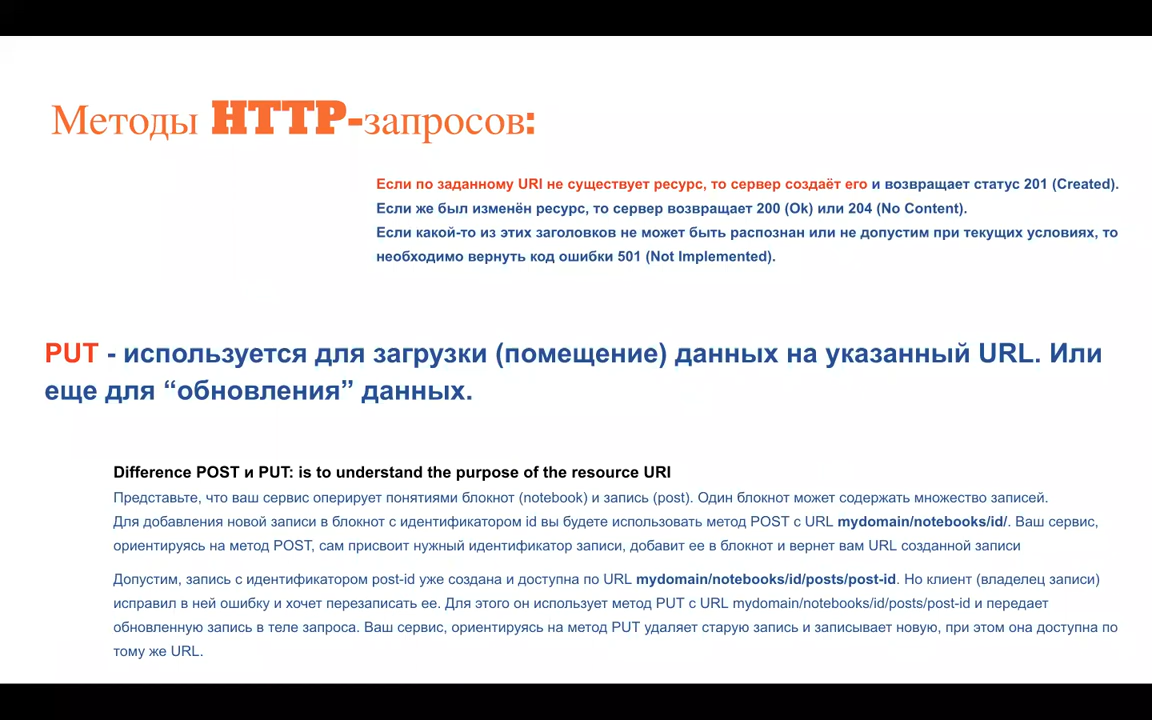 Методы HTTP-запросов:
Если по заданному URI не существует ресурс, то сервер создаёт его и возвращает статус 201 (Created).
Если же был изменён ресурс, то сервер возвращает 200 (Ok) или 204 (No Content).
Если какой-то из этих заголовков не может быть распознан или не допустим при текущих условиях, то
необходимо вернуть код ошибки 501 (Not Implemented).
PUT - используется для загрузки (помещение) данных на указанный URL. Или
еще для “обновления” данных.
Difference POST и PUT: is to understand the purpose of the resource URI
Представьте, что ваш сервис оперирует понятиями блокнот (notebook) и запись (post). Один блокнот может содержать множество записей.
Для добавления новой записи в блокнот с идентификатором id вы будете использовать метод POST с URL mydomain/notebooks/id/. Ваш сервис,
ориентируясь на метод POST, сам присвоит нужный идентификатор записи, добавит ее в блокнот и вернет вам URL созданной записи
Допустим, запись с идентификатором post-id уже создана и доступна по URL mydomain/notebooks/id/posts/post-id. Но клиент (владелец записи)
исправил в ней ошибку и хочет перезаписать ее. Для этого он использует метод PUT с URL mydomain/notebooks/id/posts/post-id и передает
обновленную запись в теле запроса. Ваш сервис, ориентируясь на метод PUT удаляет старую запись и записывает новую, при этом она доступна по
тому же URL.